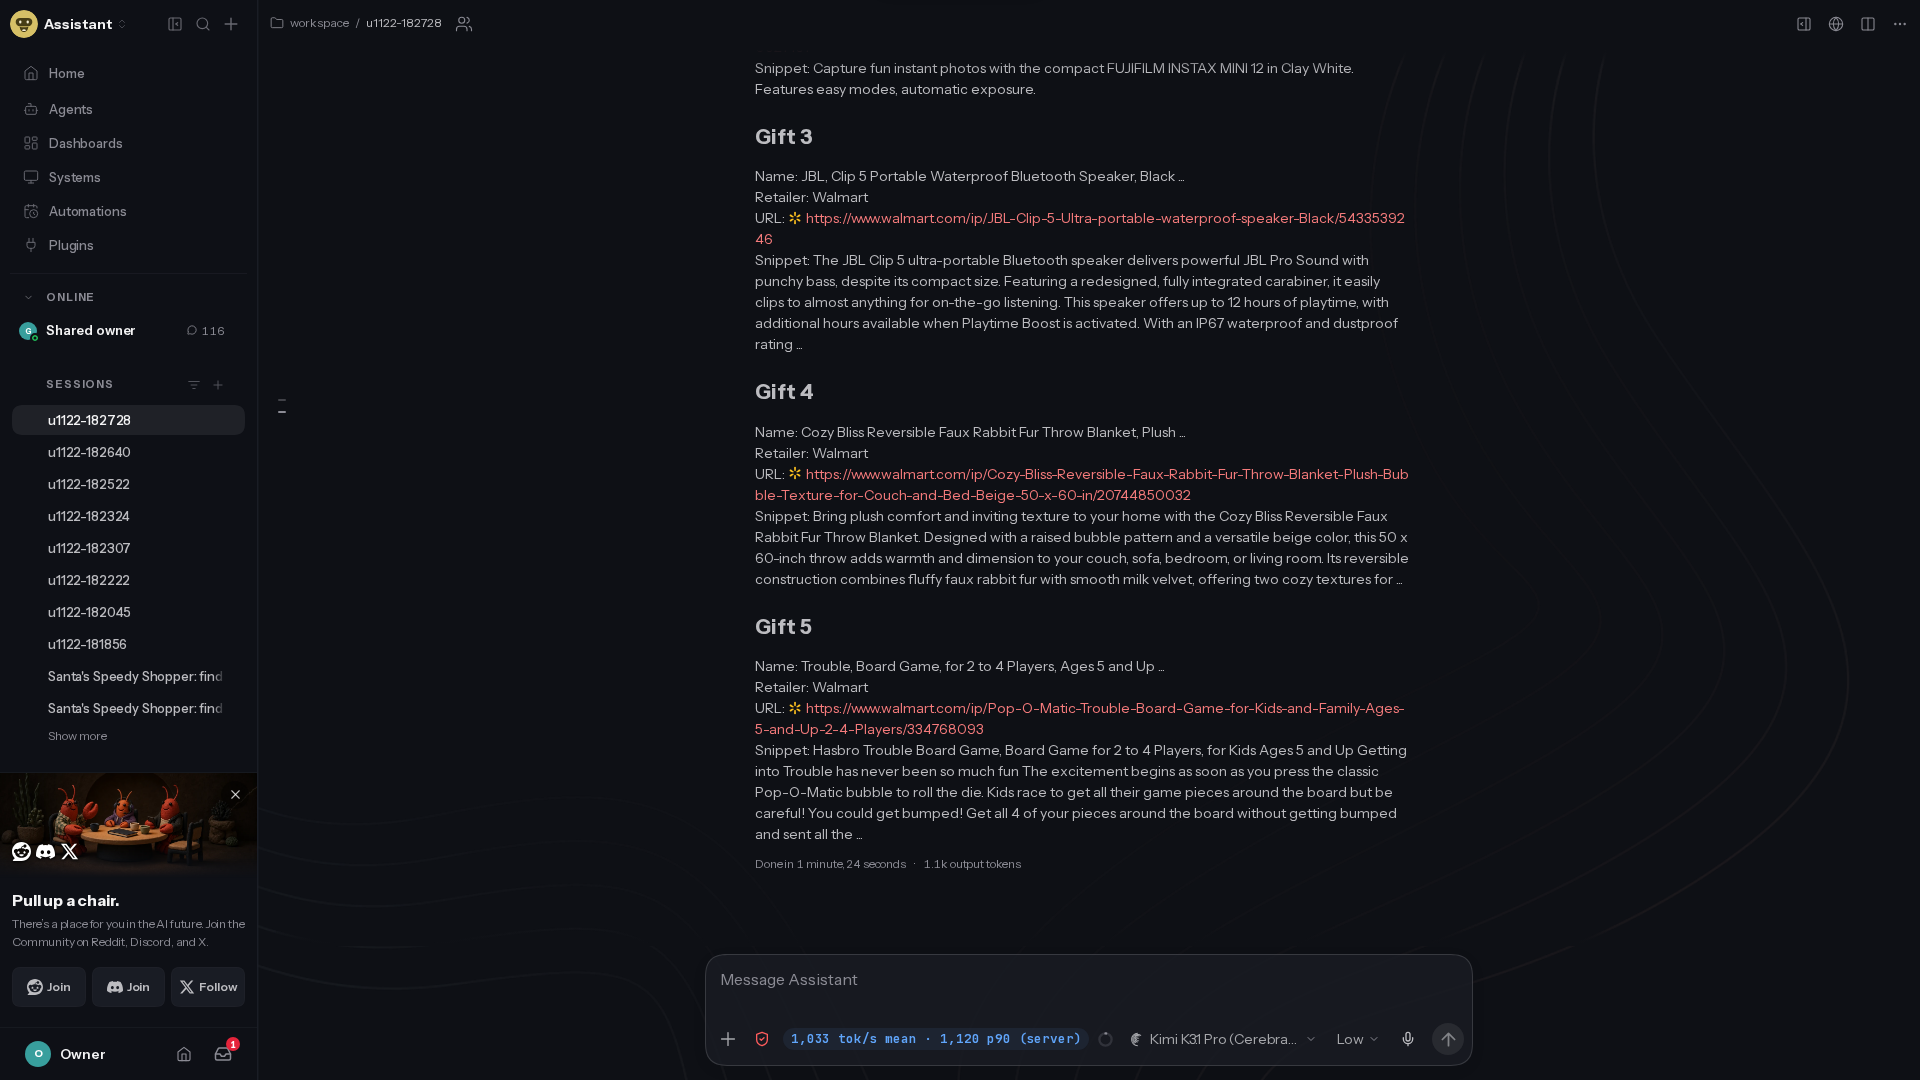 Assistant
Home
Agents
Dashboards
Systems
Automations
Plugins
ONLINE
G
Shared owner
116
SESSIONS
u1122-182728
u1122-182640
u1122-182522
u1122-182324
u1122-182307
u1122-182222
u1122-182045
u1122-181856
Santa's Speedy Shopper: find
Santa's Speedy Shopper: find
Show more
Pull up a chair.
There's a place for you in the AI future. Join the
Community on Reddit, Discord, and X.
Join
Join
Follow
O
Owner
1
workspace / u1122-182728
Snippet: Capture fun instant photos with the compact FUJIFILM INSTAX MINI 12 in Clay White.
Features easy modes, automatic exposure.
Gift 3
Name: JBL, Clip 5 Portable Waterproof Bluetooth Speaker, Black ...
Retailer: Walmart
URL: https://www.walmart.com/ip/JBL-Clip-5-Ultra-portable-waterproof-speaker-Black/54335392
46
Snippet: The JBL Clip 5 ultra-portable Bluetooth speaker delivers powerful JBL Pro Sound with
punchy bass, despite its compact size. Featuring a redesigned, fully integrated carabiner, it easily
clips to almost anything for on-the-go listening. This speaker offers up to 12 hours of playtime, with
additional hours available when Playtime Boost is activated. With an IP67 waterproof and dustproof
rating ...
Gift 4
Name: Cozy Bliss Reversible Faux Rabbit Fur Throw Blanket, Plush ...
Retailer: Walmart
URL: https://www.walmart.com/ip/Cozy-Bliss-Reversible-Faux-Rabbit-Fur-Throw-Blanket-Plush-Bub
ble-Texture-for-Couch-and-Bed-Beige-50-x-60-in/20744850032
Snippet: Bring plush comfort and inviting texture to your home with the Cozy Bliss Reversible Faux
Rabbit Fur Throw Blanket. Designed with a raised bubble pattern and a versatile beige color, this 50 x
60-inch throw adds warmth and dimension to your couch, sofa, bedroom, or living room. Its reversible
construction combines fluffy faux rabbit fur with smooth milk velvet, offering two cozy textures for ...
Gift 5
Name: Trouble, Board Game, for 2 to 4 Players, Ages 5 and Up ...
Retailer: Walmart
URL: https://www.walmart.com/ip/Pop-O-Matic-Trouble-Board-Game-for-Kids-and-Family-Ages-
5-and-Up-2-4-Players/334768093
Snippet: Hasbro Trouble Board Game, Board Game for 2 to 4 Players, for Kids Ages 5 and Up Getting
into Trouble has never been so much fun The excitement begins as soon as you press the classic
Pop-O-Matic bubble to roll the die. Kids race to get all their game pieces around the board but be
careful! You could get bumped! Get all 4 of your pieces around the board without getting bumped
and sent all the ...
Done in 1 minute, 24 seconds · 1.1k output tokens
Message Assistant
1,033 tok/s mean · 1,120 p90 (server)
Kimi K3.1 Pro (Cerebra...
Low